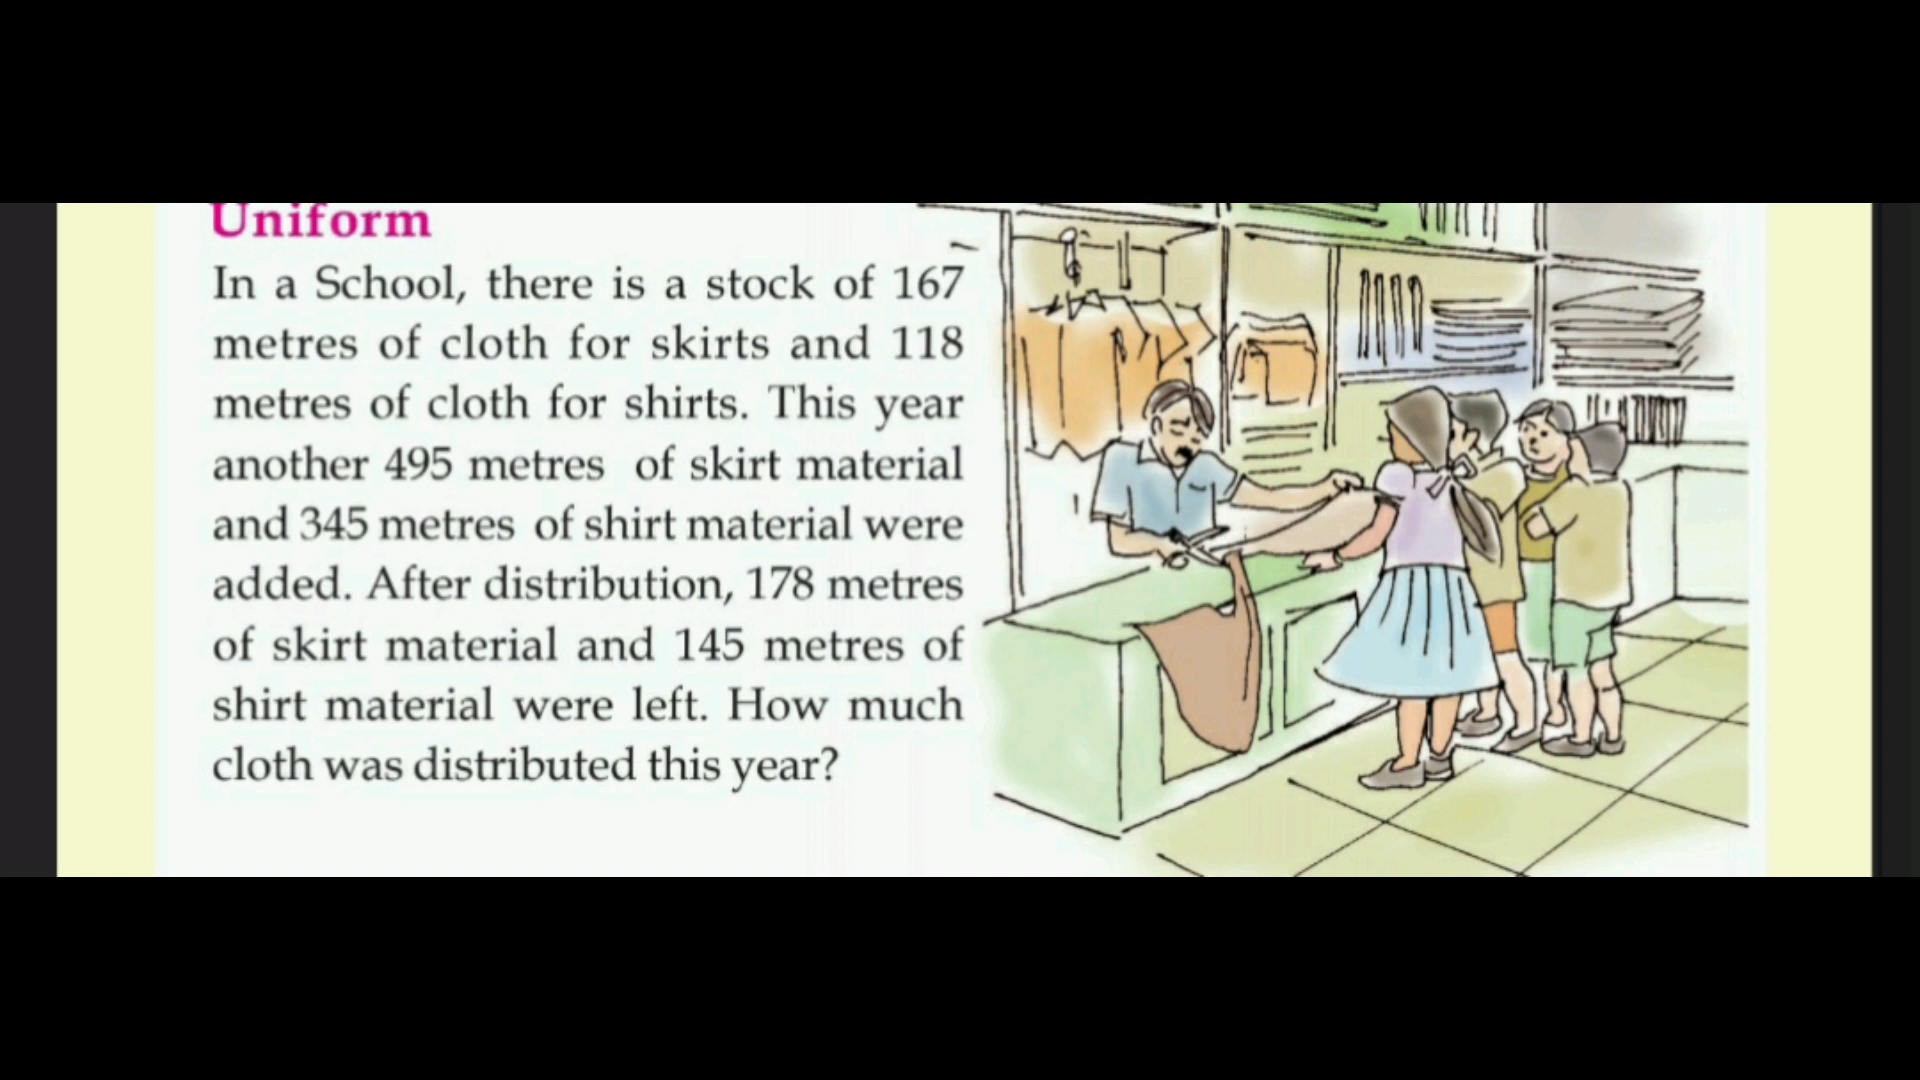 Uniform
In a School, there is a stock of 167
metres of cloth for skirts and 118
metres of cloth for shirts. This year
another 495 metres of skirt material
and 345 metres of shirt material were
added. After distribution, 178 metres
of skirt material and 145 metres of
shirt material were left. How much
cloth was distributed this year?